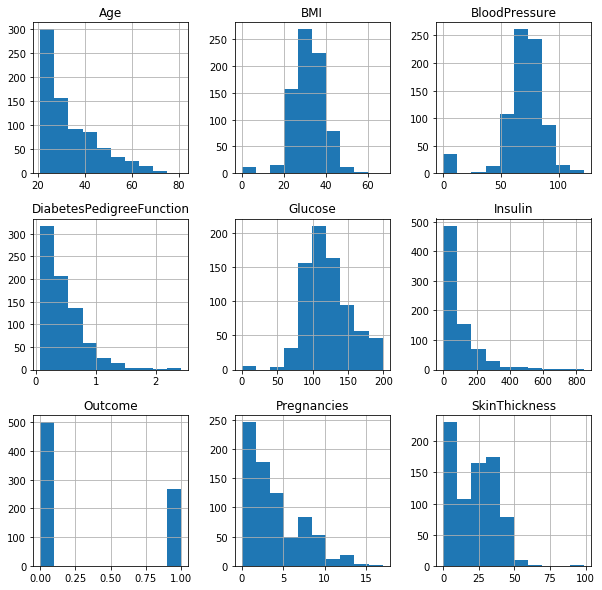 Age BMI BloodPressure
300 250 200 150 100 50 0
20 40 60 80
250 200 150 100 50 0
0 20 40 60
250 200 150 100 50 0
0 50 100
DiabetesPedigreeFunction Glucose Insulin
300 250 200 150 100 50 0
0 1 2
200 150 100 50 0
0 100 200
500 400 300 200 100 0
0 200 400 600 800
Outcome Pregnancies SkinThickness
500 400 300 200 100 0
0.00 0.25 0.50 0.75 1.00
250 200 150 100 50 0
0 5 10 15
200 150 100 50 0
0 25 50 75 100